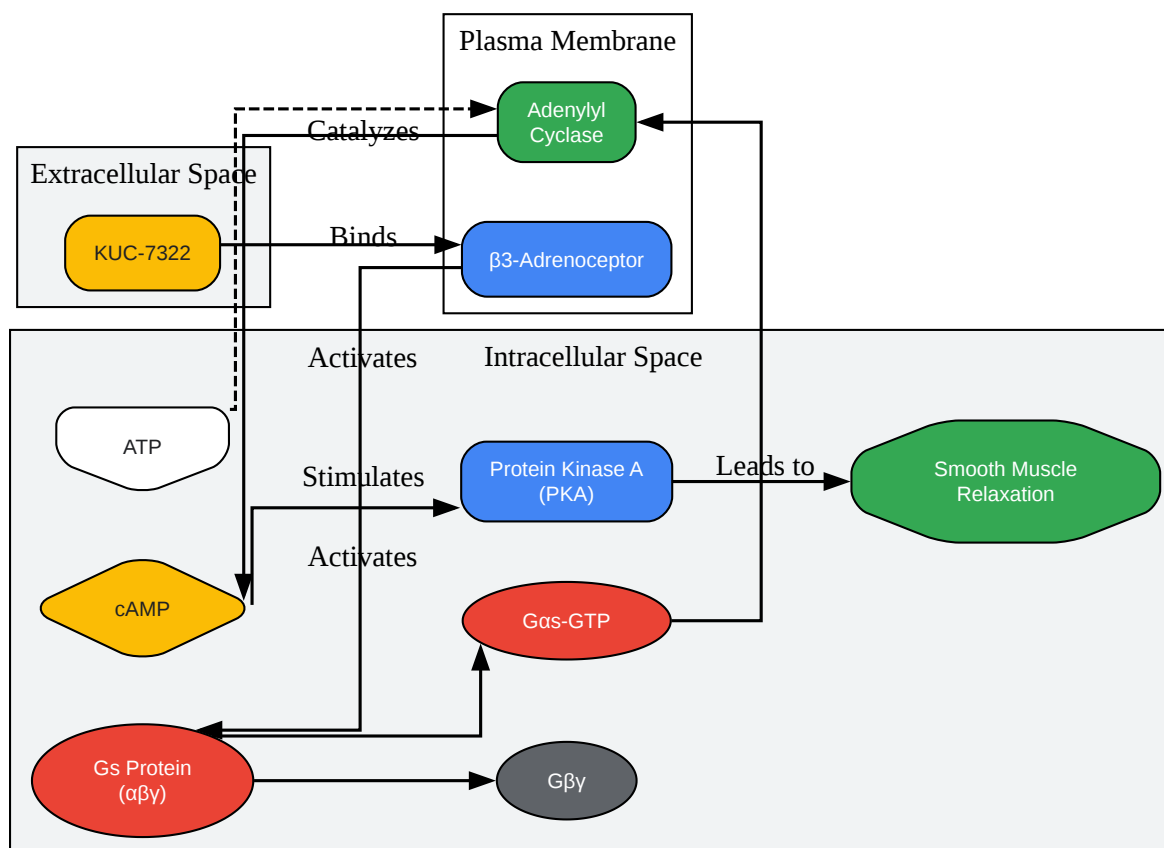 Plasma Membrane
Adenylyl
Cyclase
Catalyzes
Extracellular Space
KUC-7322
Binds
β3-Adrenoceptor
Activates
Intracellular Space
ATP
Stimulates
Protein Kinase A
(PKA)
Leads to
Smooth Muscle
Relaxation
Activates
cAMP
Gαs-GTP
Gs Protein
(αβγ)
Gβγ